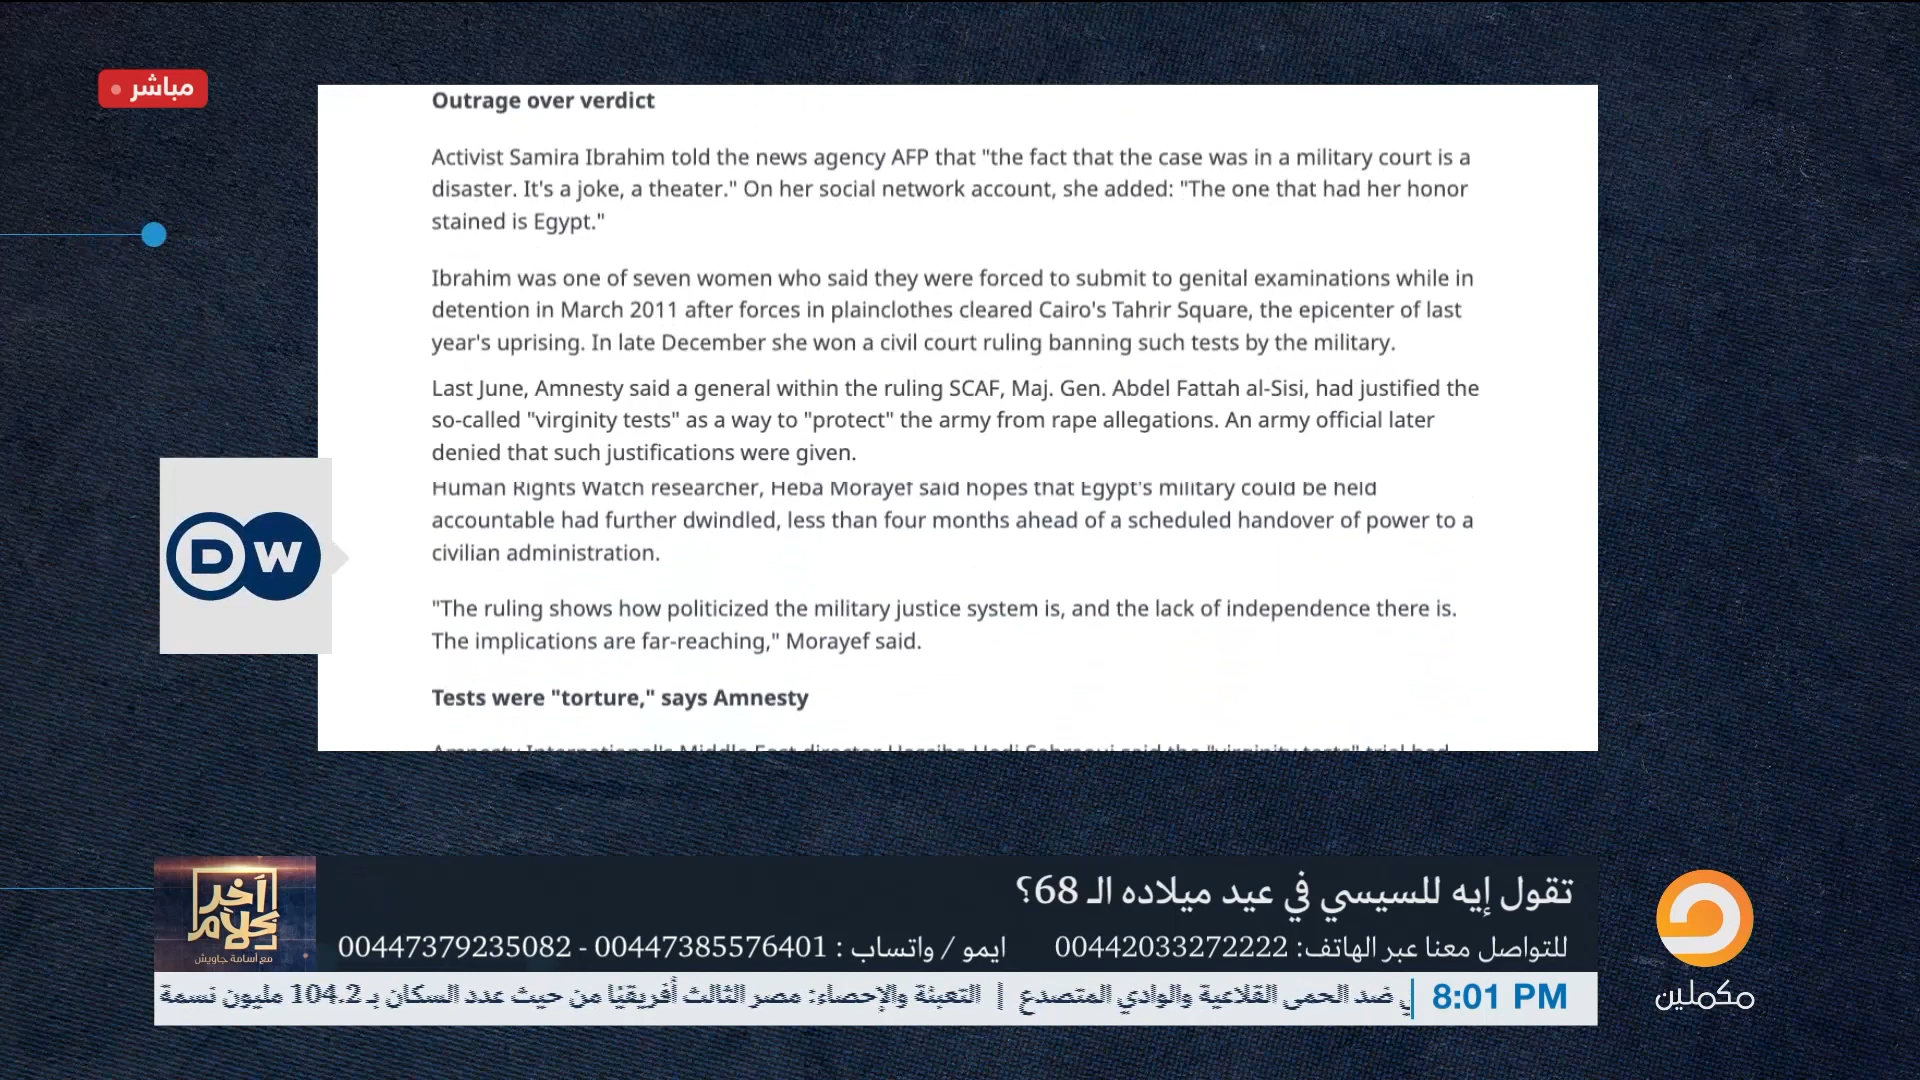 مباشر
Outrage over verdict
Activist Samira Ibrahim told the news agency AFP that "the fact that the case was in a military court is a
disaster. It's a joke, a theater." On her social network account, she added: "The one that had her honor
stained is Egypt."
Ibrahim was one of seven women who said they were forced to submit to genital examinations while in
detention in March 2011 after forces in plainclothes cleared Cairo's Tahrir Square, the epicenter of last
year's uprising. In late December she won a civil court ruling banning such tests by the military.
Last June, Amnesty said a general within the ruling SCAF, Maj. Gen. Abdel Fattah al-Sisi, had justified the
so-called "virginity tests" as a way to "protect" the army from rape allegations. An army official later
denied that such justifications were given.
Human Rights Watch researcher, Heba Morayef said hopes that Egypt's military could be held
accountable had further dwindled, less than four months ahead of a scheduled handover of power to a
civilian administration.
"The ruling shows how politicized the military justice system is, and the lack of independence there is.
The implications are far-reaching," Morayef said.
Tests were "torture," says Amnesty
DW
تقول إيه للسيسي في عيد ميلاده الـ 68؟
للتواصل معنا عبر الهاتف: 00442033272222 ايمو / واتساب : 00447385576401 - 00447379235082
آخر كلام
مع أسامة جاويش
8:01 PM
ضد الحمى القلاعية والوادي المتصدع | التعبئة والإحصاء: مصر الثالث أفريقيًا من حيث عدد السكان بـ 104.2 مليون نسمة
مكملين